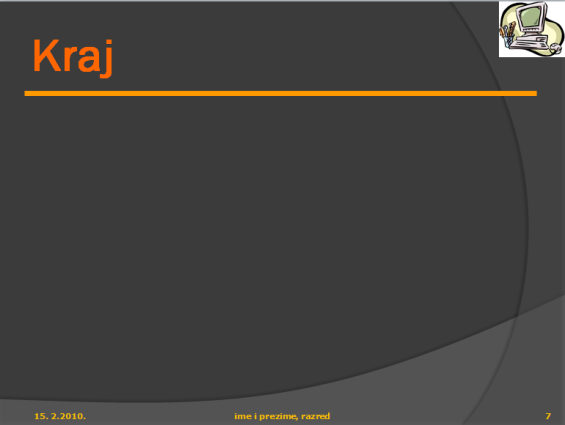 Kraj
15. 2.2010.
ime i prezime, razred
7